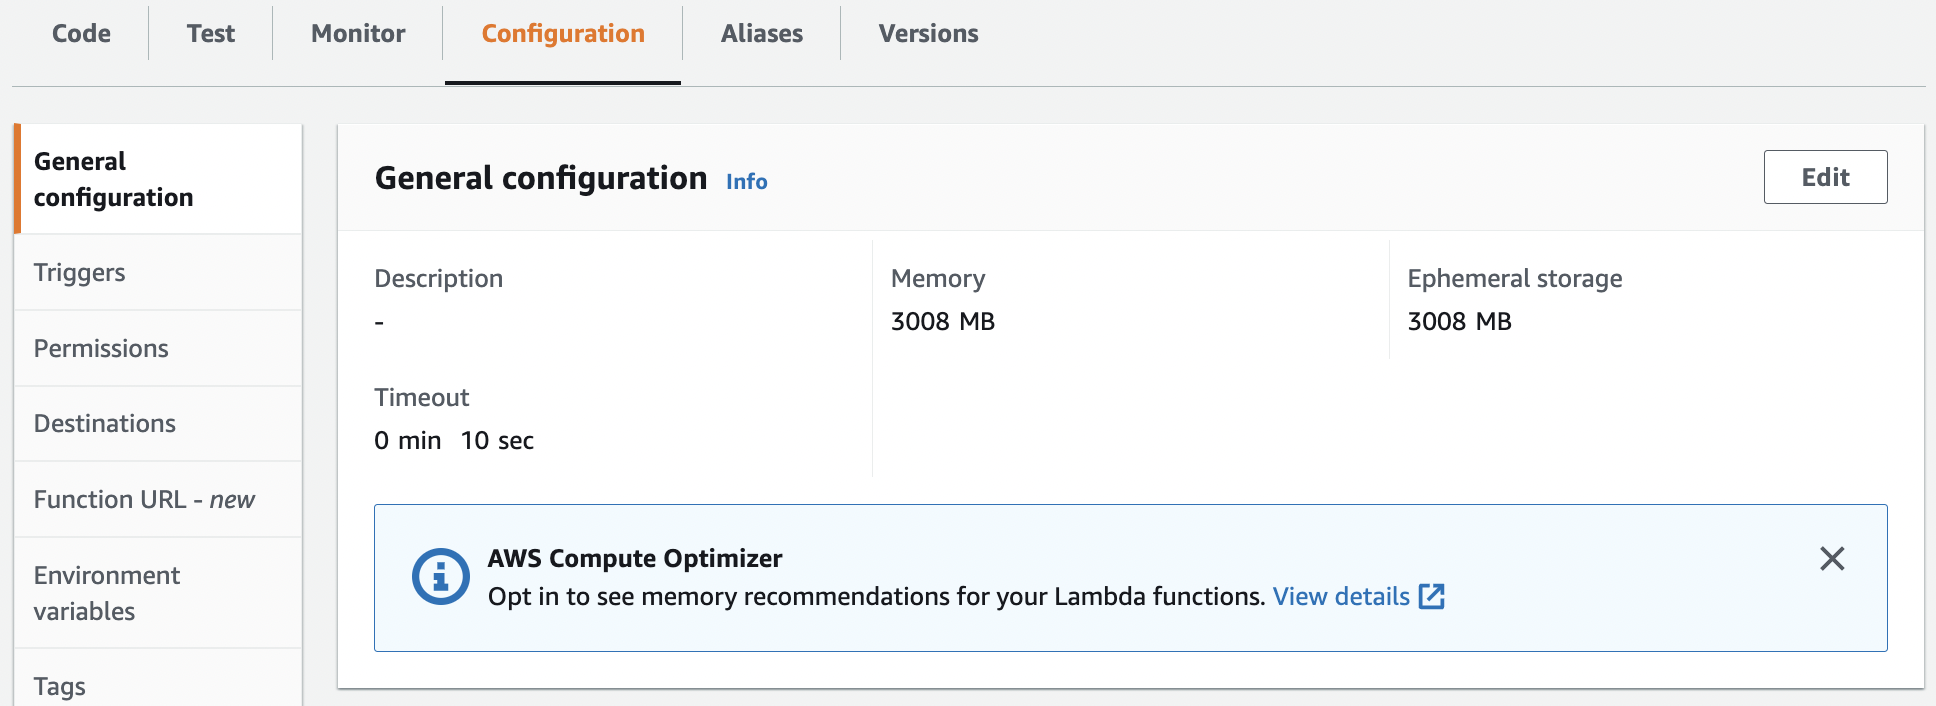 Code Test Monitor Configuration Aliases Versions
General
configuration
Triggers
Permissions
Destinations
Function URL - new
Environment
variables
Tags
General configuration Info
Edit
Description
-
Memory
3008 MB
Ephemeral storage
3008 MB
Timeout
0 min 10 sec
AWS Compute Optimizer
Opt in to see memory recommendations for your Lambda functions. View details